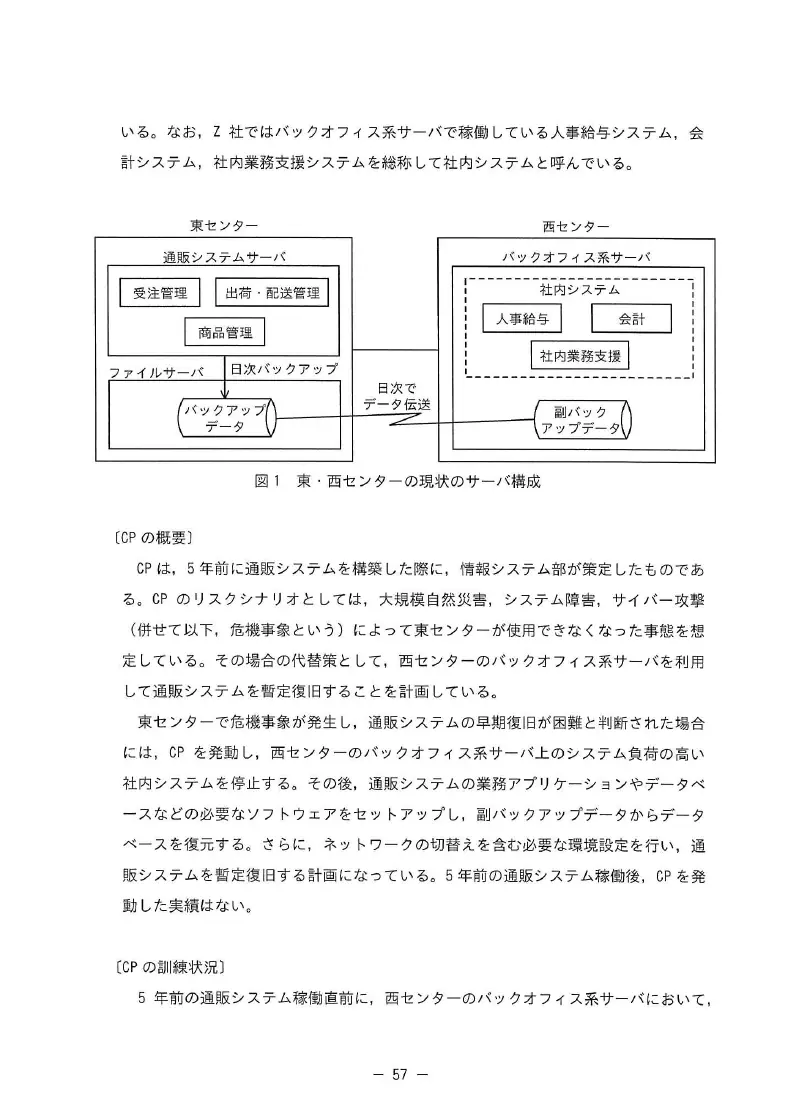 いる。なお，Z 社ではバックオフィス系サーバで稼働している人事給与システム，会
計システム，社内業務支援システムを総称して社内システムと呼んでいる。
東センター
西センター
通販システムサーバ
バックオフィス系サーバ
受注管理
出荷・配送管理
商品管理
社内システム
人事給与
会計
社内業務支援
ファイルサーバ
日次バックアップ
バックアップ
データ
日次で
データ伝送
副バック
アップデータ
図1 東・西センターの現状のサーバ構成
〔CP の概要〕
CP は，5 年前に通販システムを構築した際に，情報システム部が策定したものであ
る。CP のリスクシナリオとしては，大規模自然災害，システム障害，サイバー攻撃
（併せて以下，危機事象という）によって東センターが使用できなくなった事態を想
定している。その場合の代替策として，西センターのバックオフィス系サーバを利用
して通販システムを暫定復旧することを計画している。
東センターで危機事象が発生し，通販システムの早期復旧が困難と判断された場合
には，CP を発動し，西センターのバックオフィス系サーバ上のシステム負荷の高い
社内システムを停止する。その後，通販システムの業務アプリケーションやデータベ
ースなどの必要なソフトウェアをセットアップし，副バックアップデータからデータ
ベースを復元する。さらに，ネットワークの切替えを含む必要な環境設定を行い，通
販システムを暫定復旧する計画になっている。5 年前の通販システム稼働後，CP を発
動した実績はない。
〔CP の訓練状況〕
5 年前の通販システム稼働直前に，西センターのバックオフィス系サーバにおいて，
− 57 −